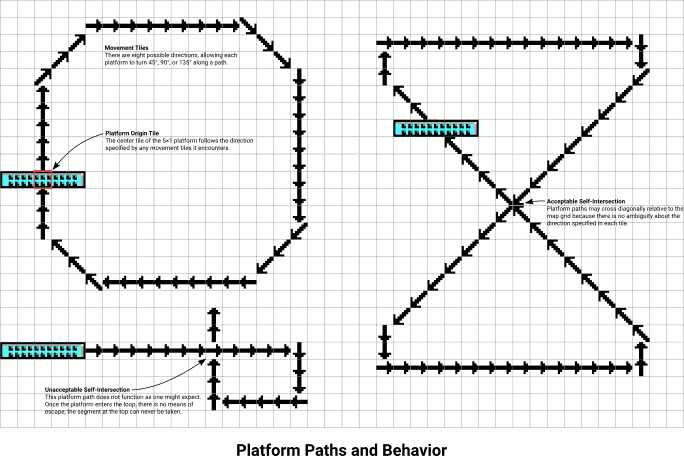 Movement Tiles
There are eight possible directions, allowing each
platform to turn 45°, 90°, or 135° along a path.
Platform Origin Tile
The center tile of the 5×1 platform follows the direction
specified by any movement tiles it encounters.
Acceptable Self-Intersection
Platform paths may cross diagonally relative to the
map grid because there is no ambiguity about the
direction specified in each tile.
Unacceptable Self-Intersection
This platform path does not function as one might expect.
Once the platform enters the loop, there is no means of
escape; the segment at the top can never be taken.
Platform Paths and Behavior